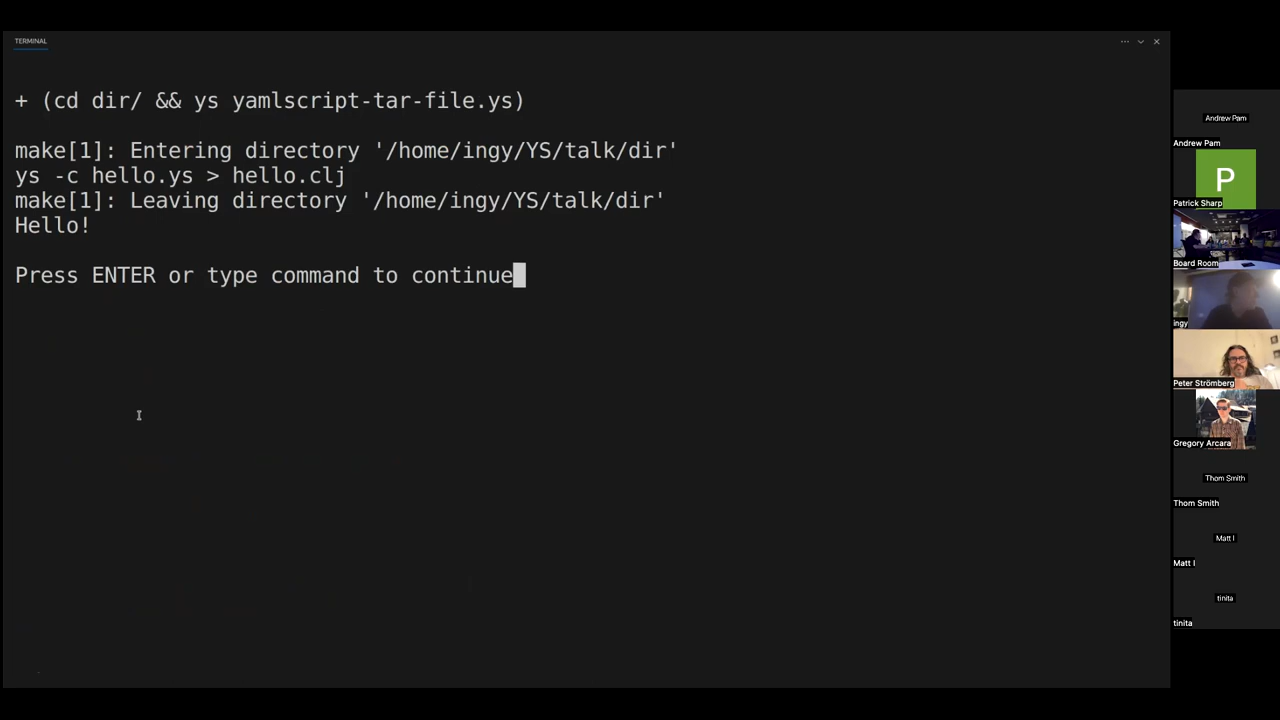 TERMINAL
+ (cd dir/ && ys yamlscript-tar-file.ys)
make[1]: Entering directory '/home/ingy/YS/talk/dir'
ys -c hello.ys > hello.clj
make[1]: Leaving directory '/home/ingy/YS/talk/dir'
Hello!
Press ENTER or type command to continue
Andrew Pam
Andrew Pam
P
Patrick Sharp
Board Room
ingy
Peter Strömberg
Gregory Arcara
Thom Smith
Thom Smith
Matt I
Matt I
tinita
tinita